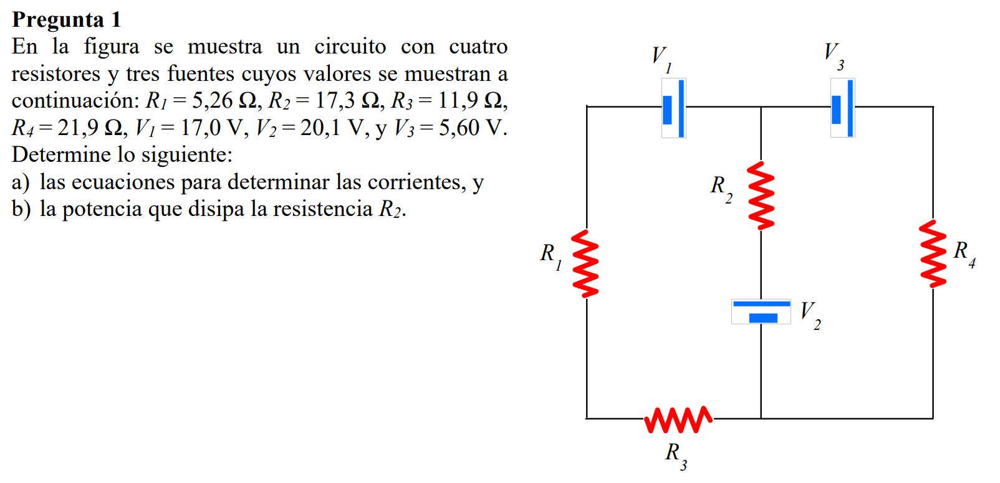 Pregunta 1
En la figura se muestra un circuito con cuatro
resistores y tres fuentes cuyos valores se muestran a
continuación: R1 = 5,26 Ω, R2 = 17,3 Ω, R3 = 11,9 Ω,
R4 = 21,9 Ω, V1 = 17,0 V, V2 = 20,1 V, y V3 = 5,60 V.
Determine lo siguiente:
a) las ecuaciones para determinar las corrientes, y
b) la potencia que disipa la resistencia R2.
V1
V3
R2
R1
R4
V2
R3